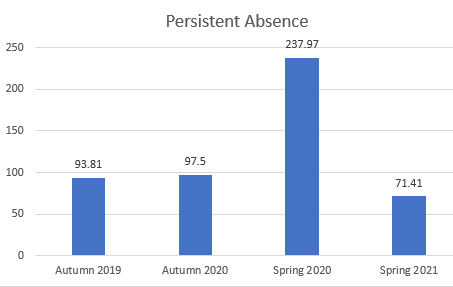 Persistent Absence
250
200
150
100
50
0
93.81
97.5
237.97
71.41
Autumn 2019
Autumn 2020
Spring 2020
Spring 2021